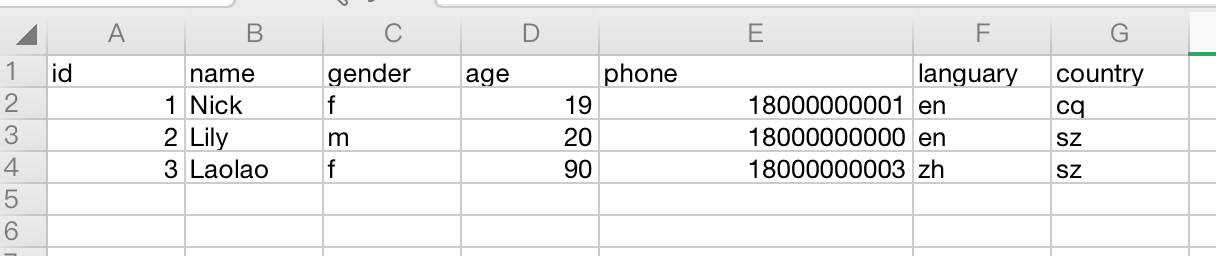 A B C D E F G
1 id name gender age phone languary country
2 1 Nick f 19 18000000001 en cq
3 2 Lily m 20 18000000000 en sz
4 3 Laolao f 90 18000000003 zh sz
5
6